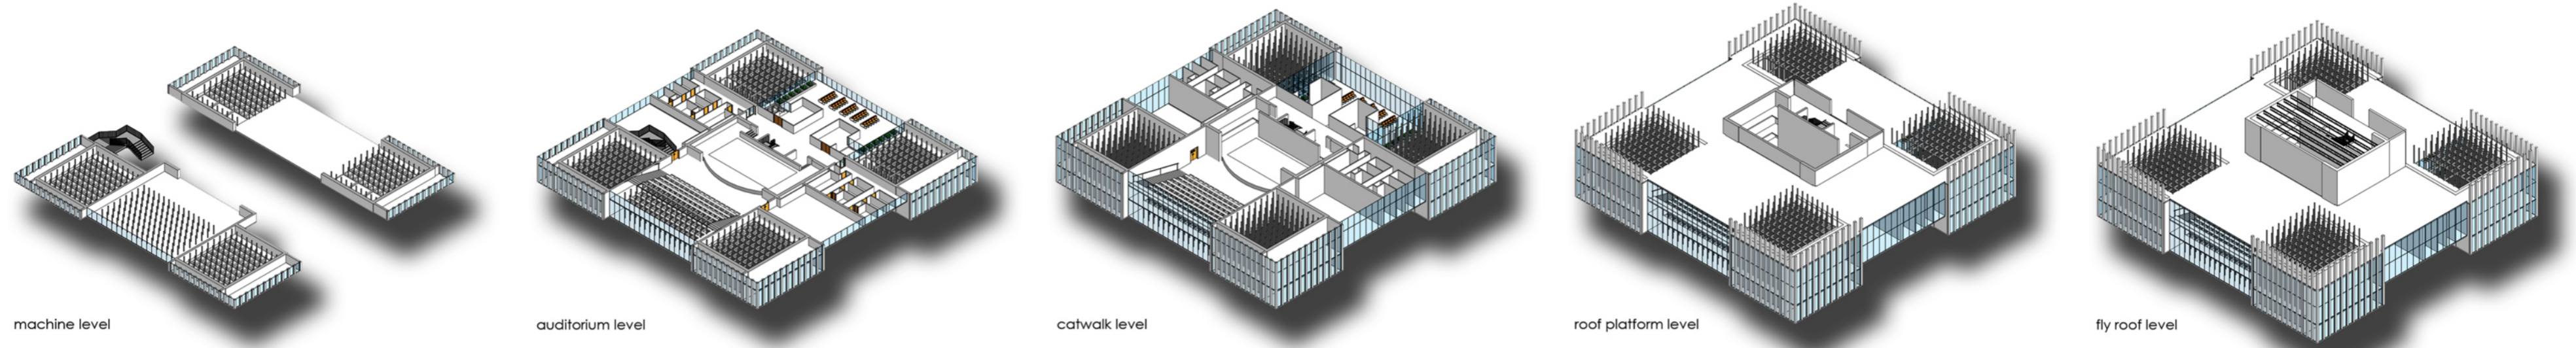 machine level
auditorium level
catwalk level
roof platform level
fly roof level